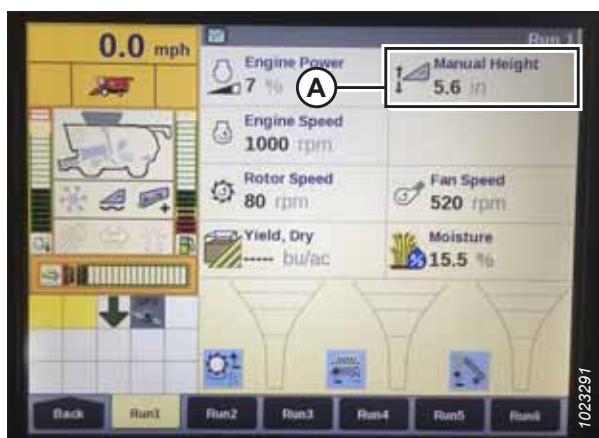 0.0 mph
Run 1
Engine Power
7 %
A
Manual Height
5.6 in
Engine Speed
1000 rpm
Rotor Speed
80 rpm
Fan Speed
520 rpm
Yield, Dry
----- bu/ac
Moisture
15.5 %
Back
Run1
Run2
Run3
Run4
Run5
Run6
1023291